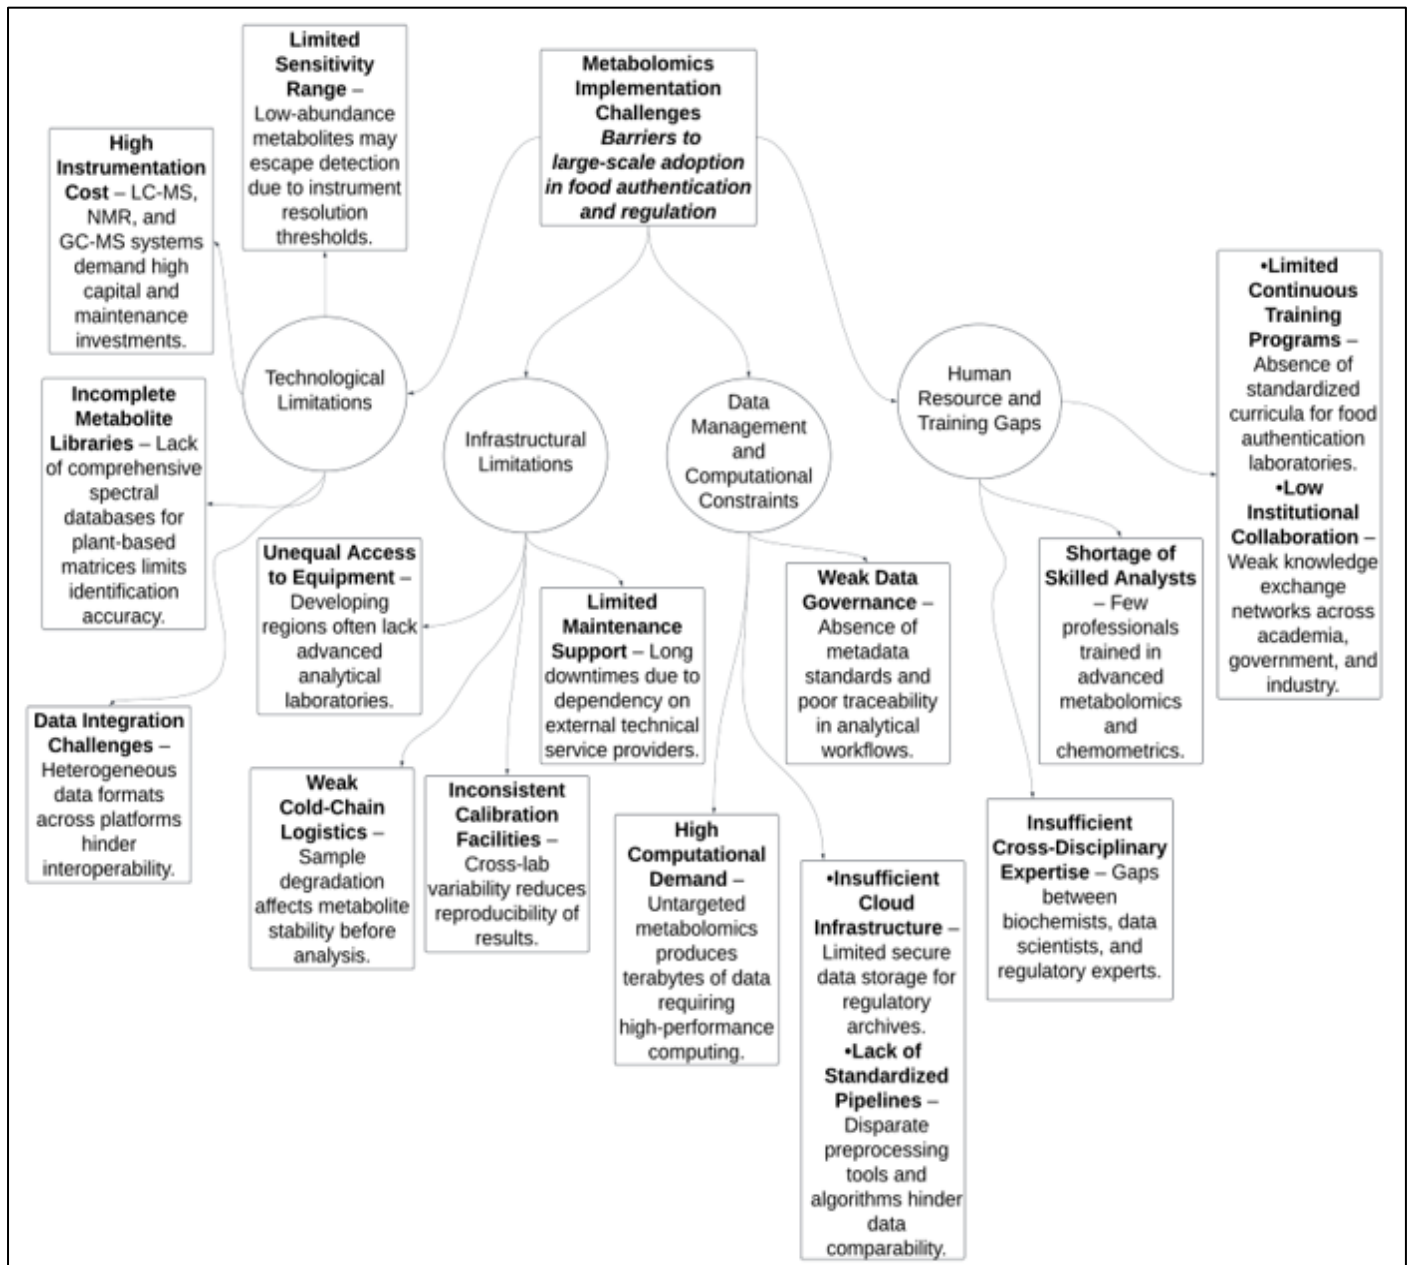 Limited
Sensitivity
Range –
Low-abundance
metabolites may
escape detection
due to instrument
resolution
thresholds.
Metabolomics
Implementation
Challenges
Barriers to
large-scale adoption
in food authentication
and regulation
High
Instrumentation
Cost – LC-MS,
NMR, and
GC-MS systems
demand high
capital and
maintenance
investments.
•Limited
Continuous
Training
Programs –
Absence of
standardized
curricula for food
authentication
laboratories.
•Low
Institutional
Collaboration –
Weak knowledge
exchange
networks across
academia,
government, and
industry.
Technological
Limitations
Infrastructural
Limitations
Data
Management
and
Computational
Constraints
Human
Resource and
Training Gaps
Incomplete
Metabolite
Libraries – Lack
of comprehensive
spectral
databases for
plant-based
matrices limits
identification
accuracy.
Unequal Access
to Equipment –
Developing
regions often lack
advanced
analytical
laboratories.
Limited
Maintenance
Support – Long
downtimes due to
dependency on
external technical
service providers.
Weak Data
Governance –
Absence of
metadata
standards and
poor traceability
in analytical
workflows.
Shortage of
Skilled Analysts
– Few
professionals
trained in
advanced
metabolomics
and
chemometrics.
Data Integration
Challenges –
Heterogeneous
data formats
across platforms
hinder
interoperability.
Weak
Cold-Chain
Logistics –
Sample
degradation
affects metabolite
stability before
analysis.
Inconsistent
Calibration
Facilities –
Cross-lab
variability reduces
reproducibility of
results.
High
Computational
Demand –
Untargeted
metabolomics
produces
terabytes of data
requiring
high-performance
computing.
•Insufficient
Cloud
Infrastructure –
Limited secure
data storage for
regulatory
archives.
•Lack of
Standardized
Pipelines –
Disparate
preprocessing
tools and
algorithms hinder
data
comparability.
Insufficient
Cross-Disciplinary
Expertise – Gaps
between
biochemists, data
scientists, and
regulatory experts.